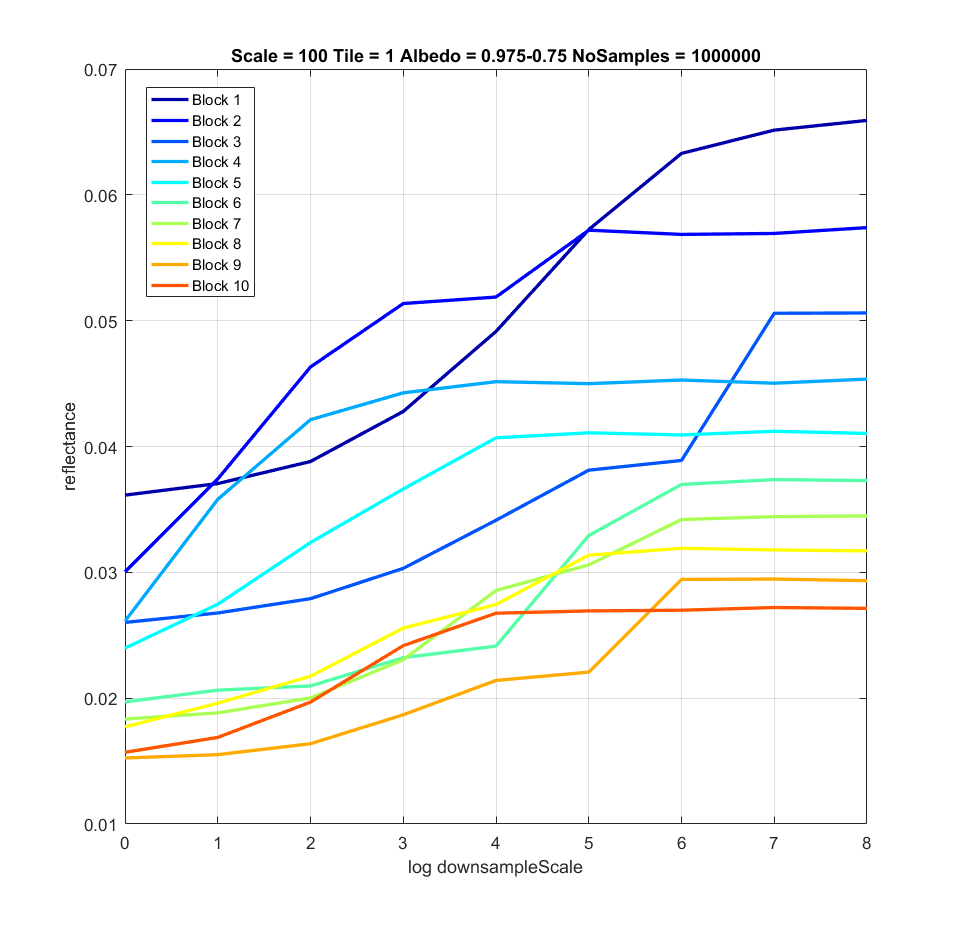 Scale = 100 Tile = 1 Albedo = 0.975-0.75 NoSamples = 1000000
0.07
0.06
0.05
0.04
0.03
0.02
0.01
reflectance
Block 1
Block 2
Block 3
Block 4
Block 5
Block 6
Block 7
Block 8
Block 9
Block 10
0 1 2 3 4 5 6 7 8
log downsampleScale